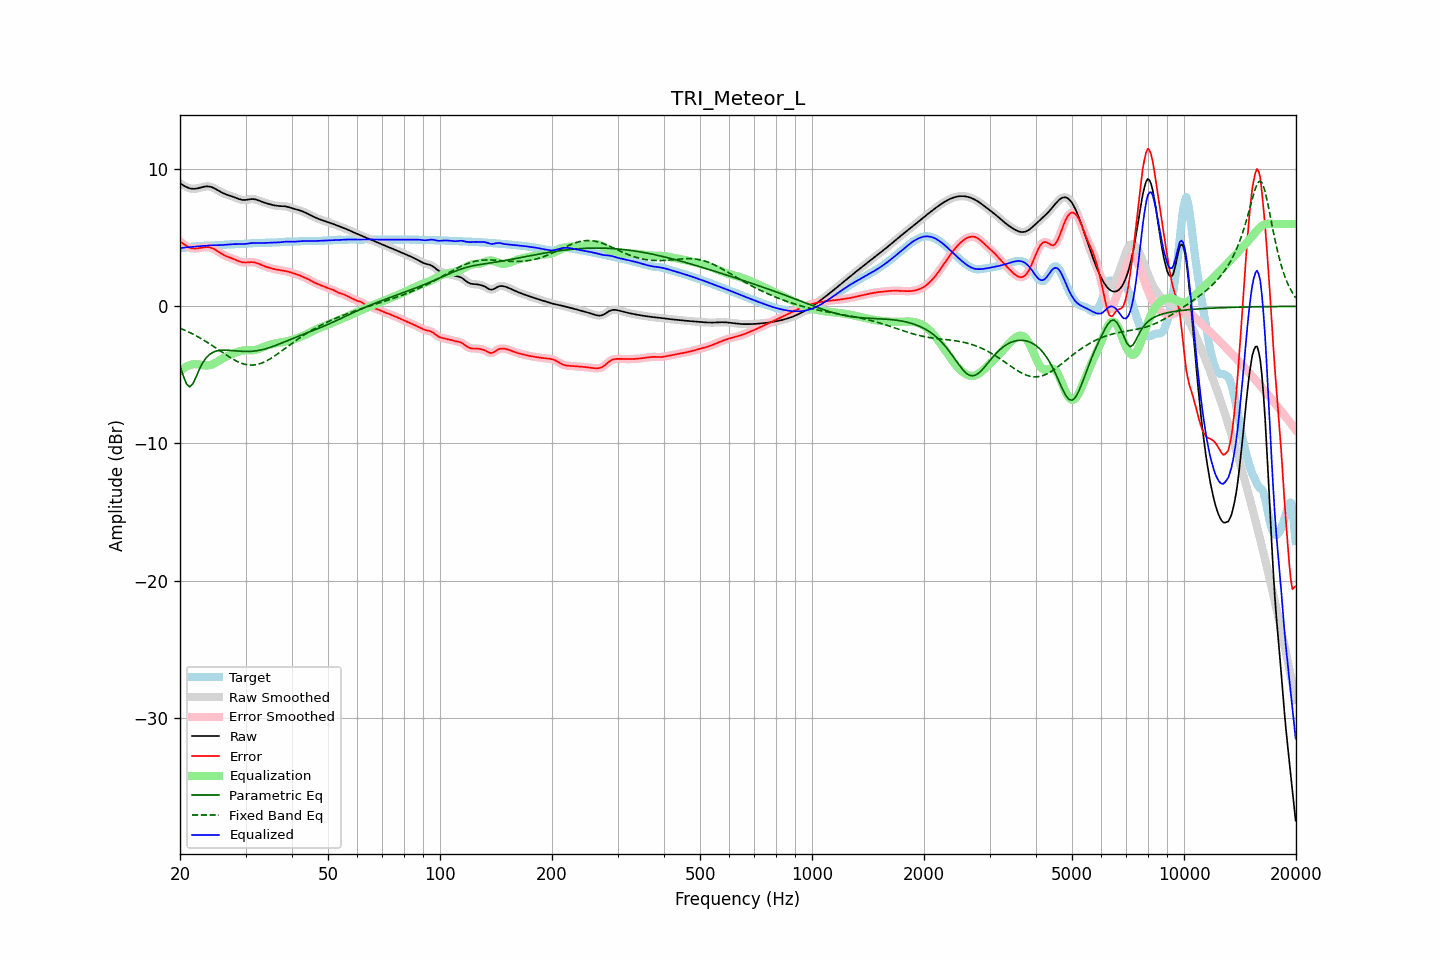 TRI_Meteor_L
Amplitude (dBr)
10
0
−10
−20
−30
Target
Raw Smoothed
Error Smoothed
Raw
Error
Equalization
Parametric Eq
Fixed Band Eq
Equalized
20 50 100 200 500 1000 2000 5000 10000 20000
Frequency (Hz)